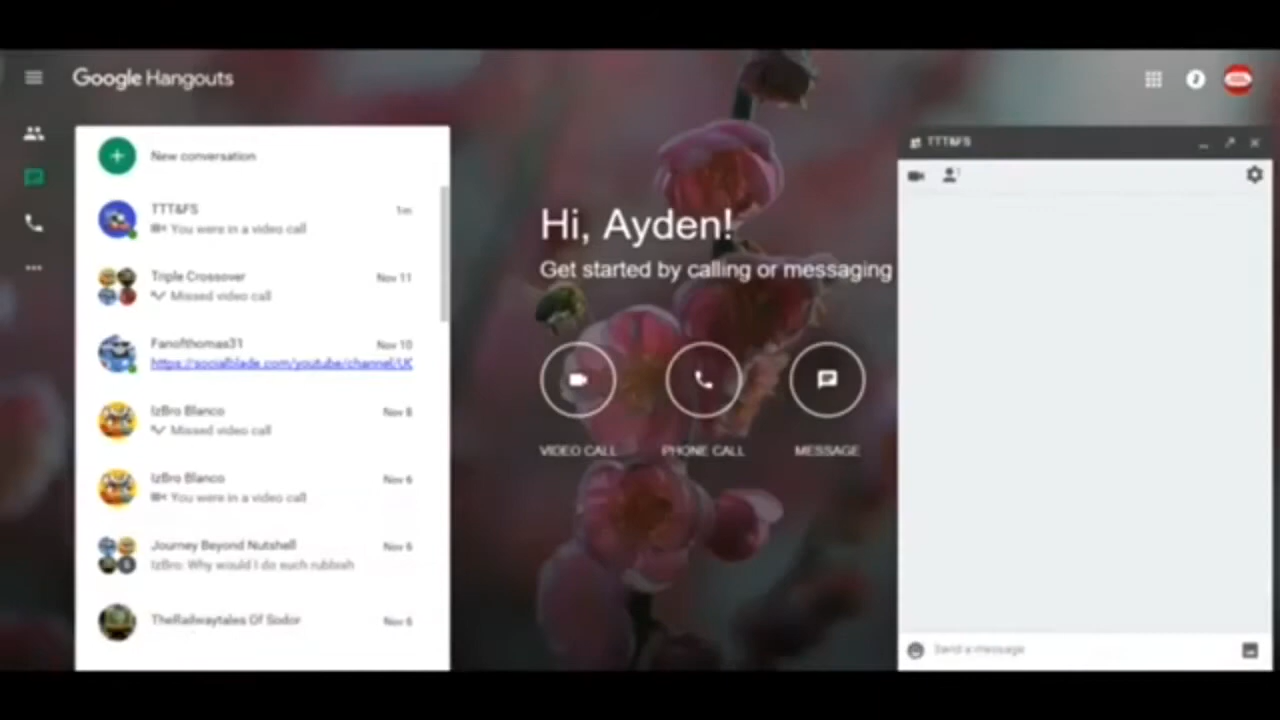 Google Hangouts
New conversation
TTT&FS
1m
You were in a video call
Triple Crossover
Nov 11
Missed video call
Fanofthomas31
Nov 10
https://socialblade.com/youtube/channel/UC
IzBro Blanco
Nov 8
Missed video call
IzBro Blanco
Nov 6
You were in a video call
Journey Beyond Nutshell
Nov 6
IzBro: Why would I do such rubbish
TheRailwaytales Of Sodor
Nov 6
Hi, Ayden!
Get started by calling or messaging
VIDEO CALL
PHONE CALL
MESSAGE
TTT&FS
Send a message